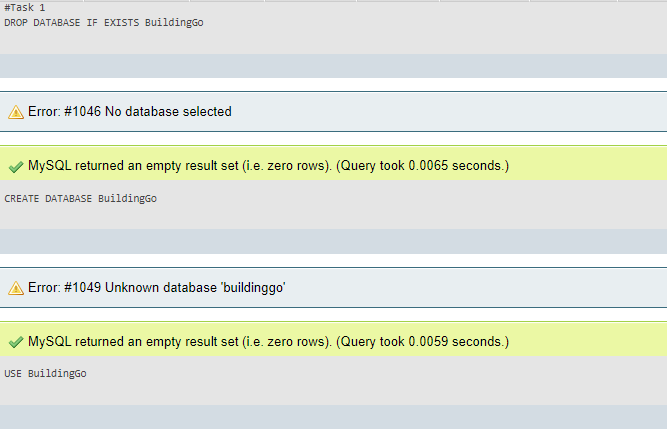 #Task 1
DROP DATABASE IF EXISTS BuildingGo
Error: #1046 No database selected
MySQL returned an empty result set (i.e. zero rows). (Query took 0.0065 seconds.)
CREATE DATABASE BuildingGo
Error: #1049 Unknown database 'buildinggo'
MySQL returned an empty result set (i.e. zero rows). (Query took 0.0059 seconds.)
USE BuildingGo